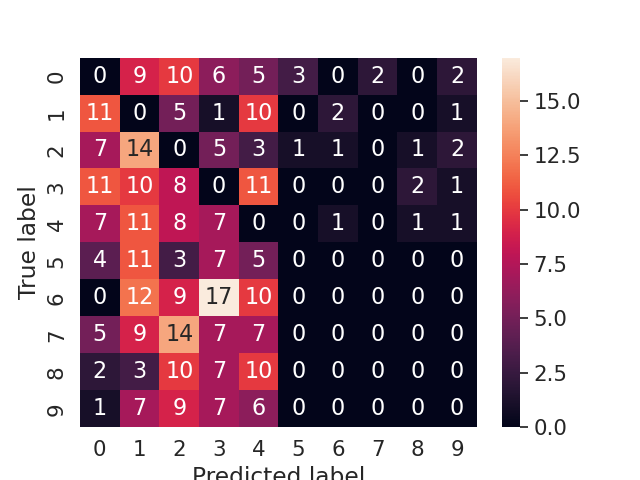 0 0 9 10 6 5 3 0 2 0 2
1 11 0 5 1 10 0 2 0 0 1
2 7 14 0 5 3 1 1 0 1 2
3 11 10 8 0 11 0 0 0 2 1
4 7 11 8 7 0 0 1 0 1 1
5 4 11 3 7 5 0 0 0 0 0
6 0 12 9 17 10 0 0 0 0 0
7 5 9 14 7 7 0 0 0 0 0
8 2 3 10 7 10 0 0 0 0 0
9 1 7 9 7 6 0 0 0 0 0
0 1 2 3 4 5 6 7 8 9
True label
Predicted label
15.0
12.5
10.0
7.5
5.0
2.5
0.0